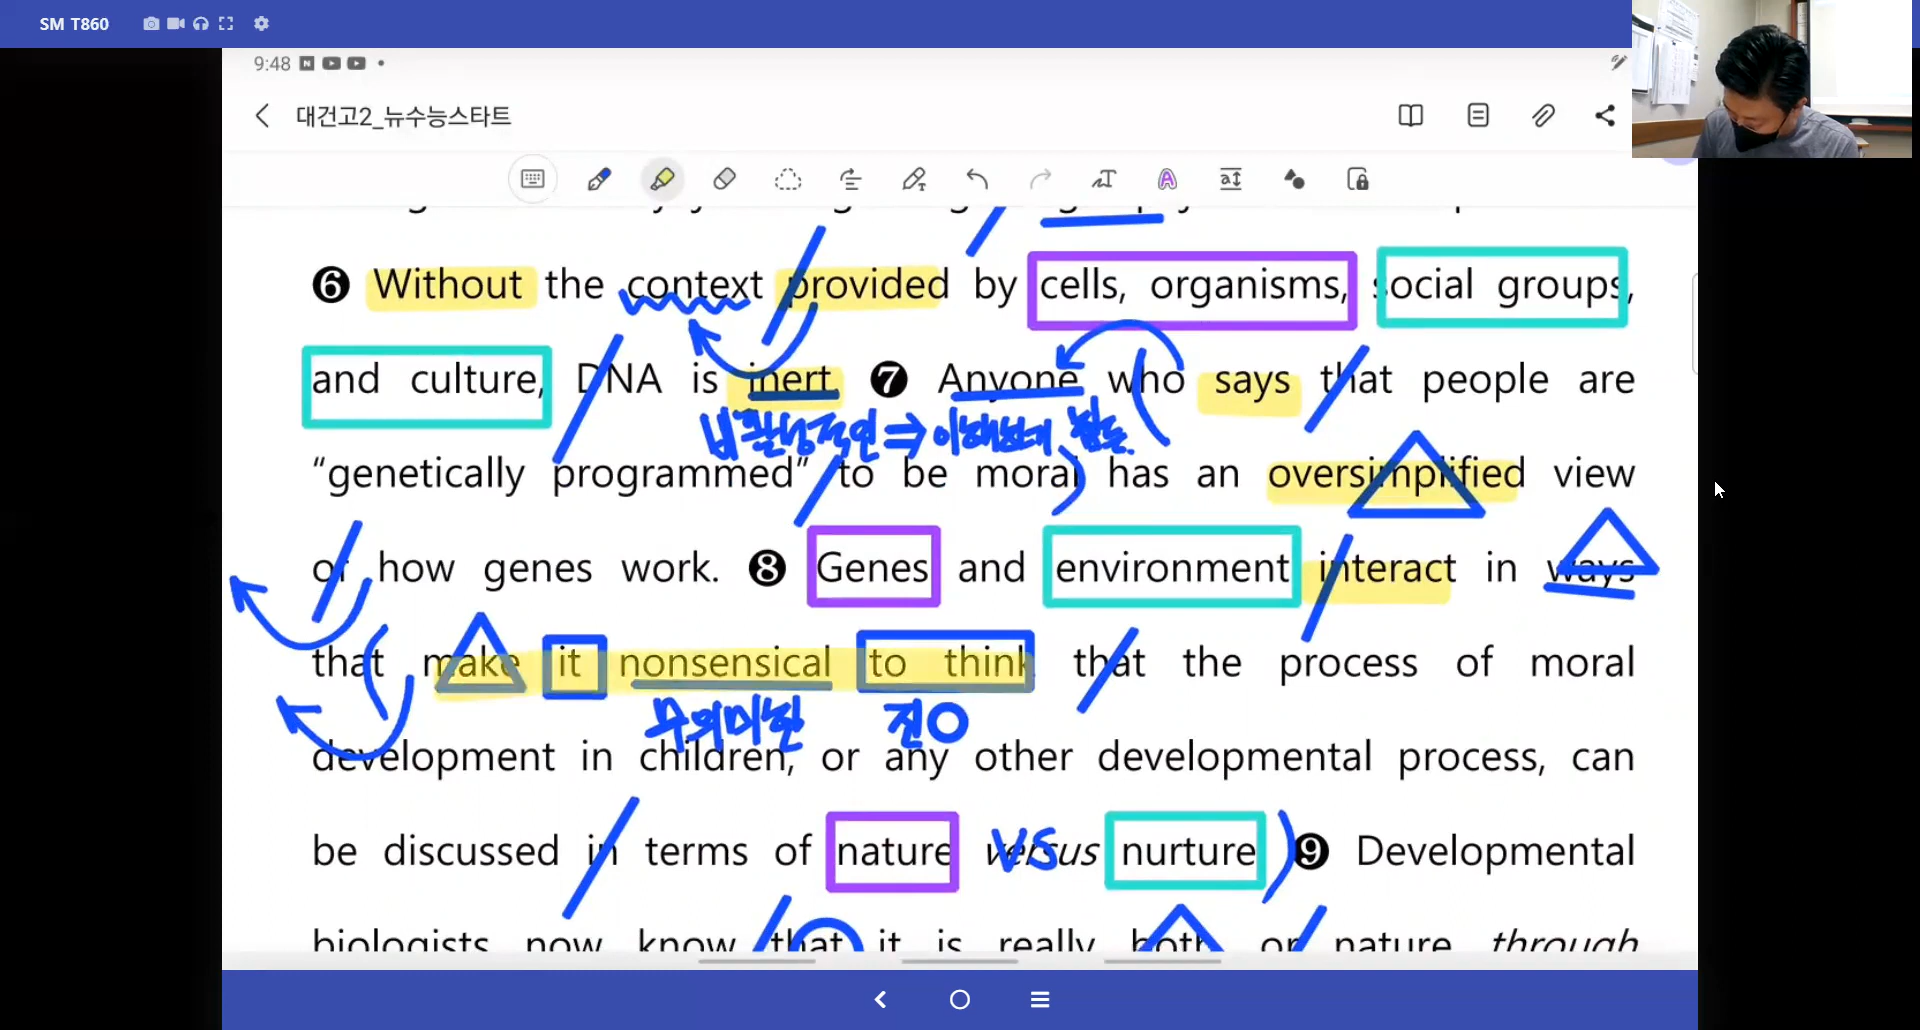 SM T860
9:48
대건고2_뉴수능스타트
❻ Without the context provided by cells, organisms, social groups,
and culture, DNA is inert. ❼ Anyone who says that people are
비활성적인 ⇒
“genetically programmed” to be moral has an oversimplified view
of how genes work. ❽ Genes and environment interact in ways
that make it nonsensical to think that the process of moral
무의미한 진O
development in children, or any other developmental process, can
be discussed in terms of nature versus nurture ❾ Developmental
VS
biologists now know that it is really both, or nature through